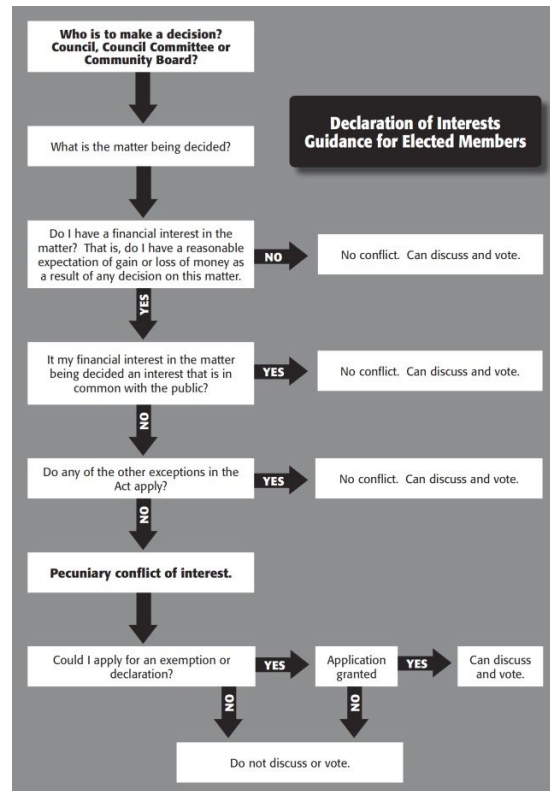 Who is to make a decision?
Council, Council Committee or
Community Board?
Declaration of Interests
Guidance for Elected Members
What is the matter being decided?
Do I have a financial interest in the
matter? That is, do I have a reasonable
expectation of gain or loss of money as
a result of any decision on this matter.
NO
No conflict. Can discuss and vote.
YES
It my financial interest in the matter
being decided an interest that is in
common with the public?
YES
No conflict. Can discuss and vote.
NO
Do any of the other exceptions in the
Act apply?
YES
No conflict. Can discuss and vote.
NO
Pecuniary conflict of interest.
Could I apply for an exemption or
declaration?
YES
Application
granted
YES
Can discuss
and vote.
NO
NO
Do not discuss or vote.